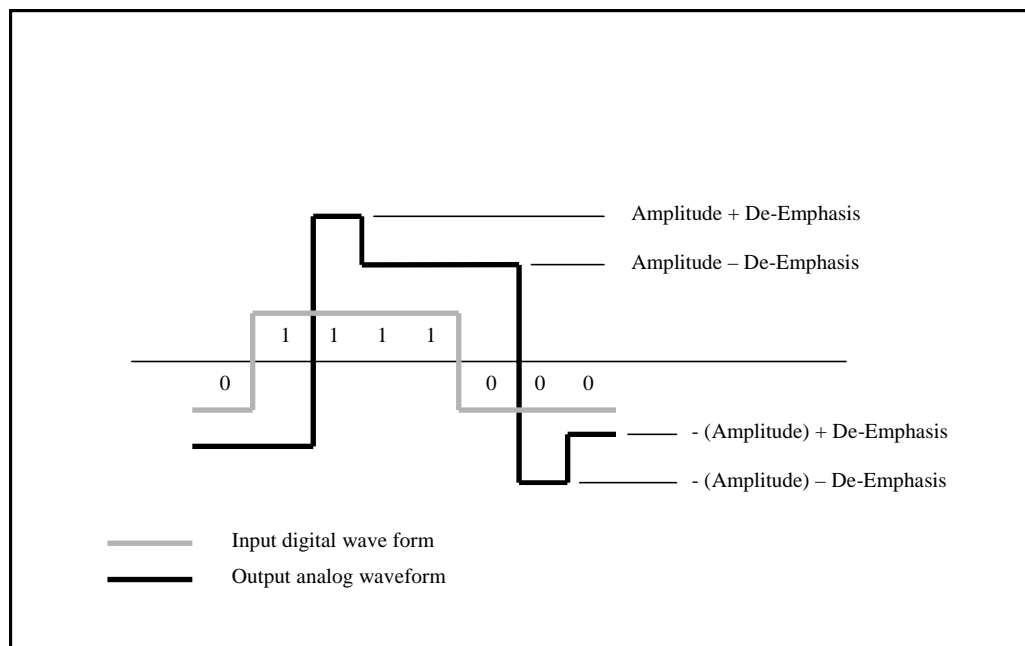 Amplitude + De-Emphasis
Amplitude – De-Emphasis
1 1 1 1
0 0 0 0
- (Amplitude) + De-Emphasis
- (Amplitude) – De-Emphasis
Input digital wave form
Output analog waveform